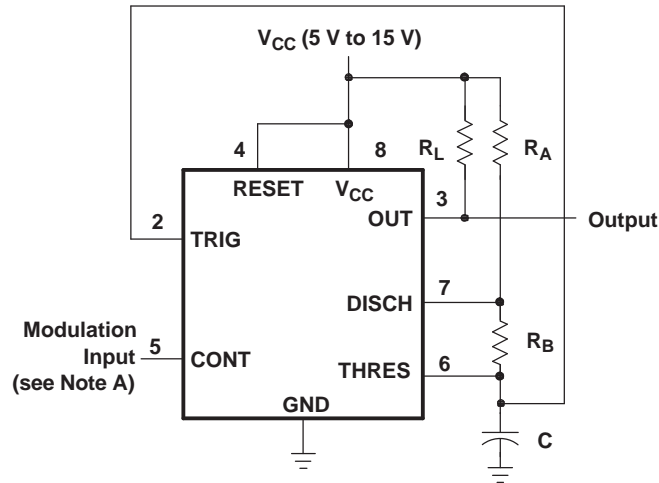 V_CC (5 V to 15 V)
4
8
R_L
R_A
RESET
V_CC
3
2
OUT
Output
TRIG
7
DISCH
Modulation
Input
(see Note A)
5
CONT
R_B
THRES
6
GND
C